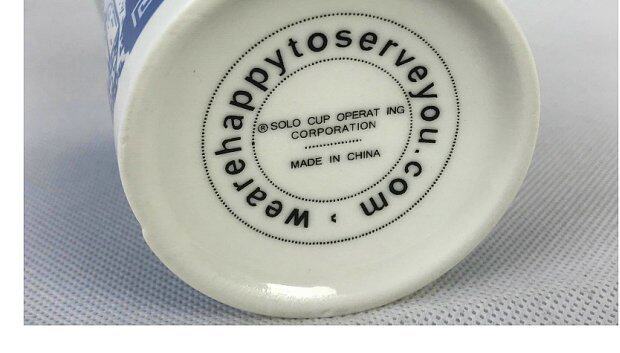 wearehappytoserveyou.com ›
® SOLO CUP OPERAT ING
CORPORATION
MADE IN CHINA